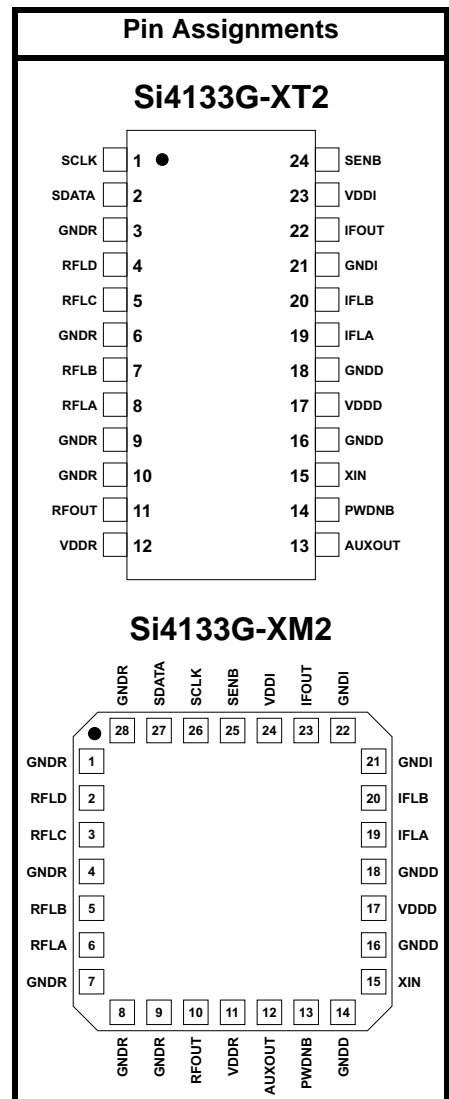 Pin Assignments
Si4133G-XT2
SCLK 1 24 SENB
SDATA 2 23 VDDI
GNDR 3 22 IFOUT
RFLD 4 21 GNDI
RFLC 5 20 IFLB
GNDR 6 19 IFLA
RFLB 7 18 GNDD
RFLA 8 17 VDDD
GNDR 9 16 GNDD
GNDR 10 15 XIN
RFOUT 11 14 PWDNB
VDDR 12 13 AUXOUT
Si4133G-XM2
GNDR SDATA SCLK SENB VDDI IFOUT GNDI
28 27 26 25 24 23 22
GNDR 1 21 GNDI
RFLD 2 20 IFLB
RFLC 3 19 IFLA
GNDR 4 18 GNDD
RFLB 5 17 VDDD
RFLA 6 16 GNDD
GNDR 7 15 XIN
8 9 10 11 12 13 14
GNDR GNDR RFOUT VDDR AUXOUT PWDNB GNDD